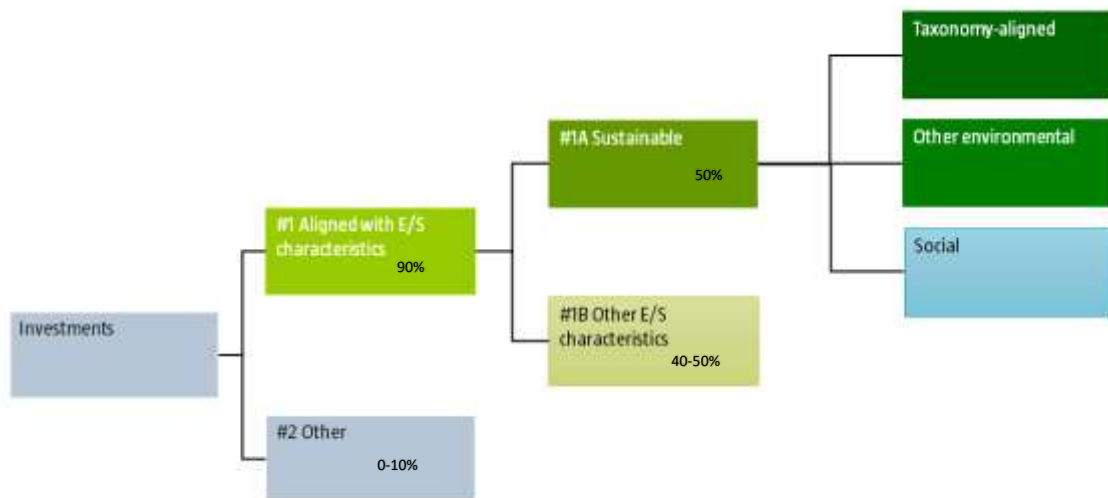 Taxonomy-aligned
#1A Sustainable
50%
Other environmental
#1 Aligned with E/S
characteristics
90%
Social
Investments
#1B Other E/S
characteristics
40-50%
#2 Other
0-10%